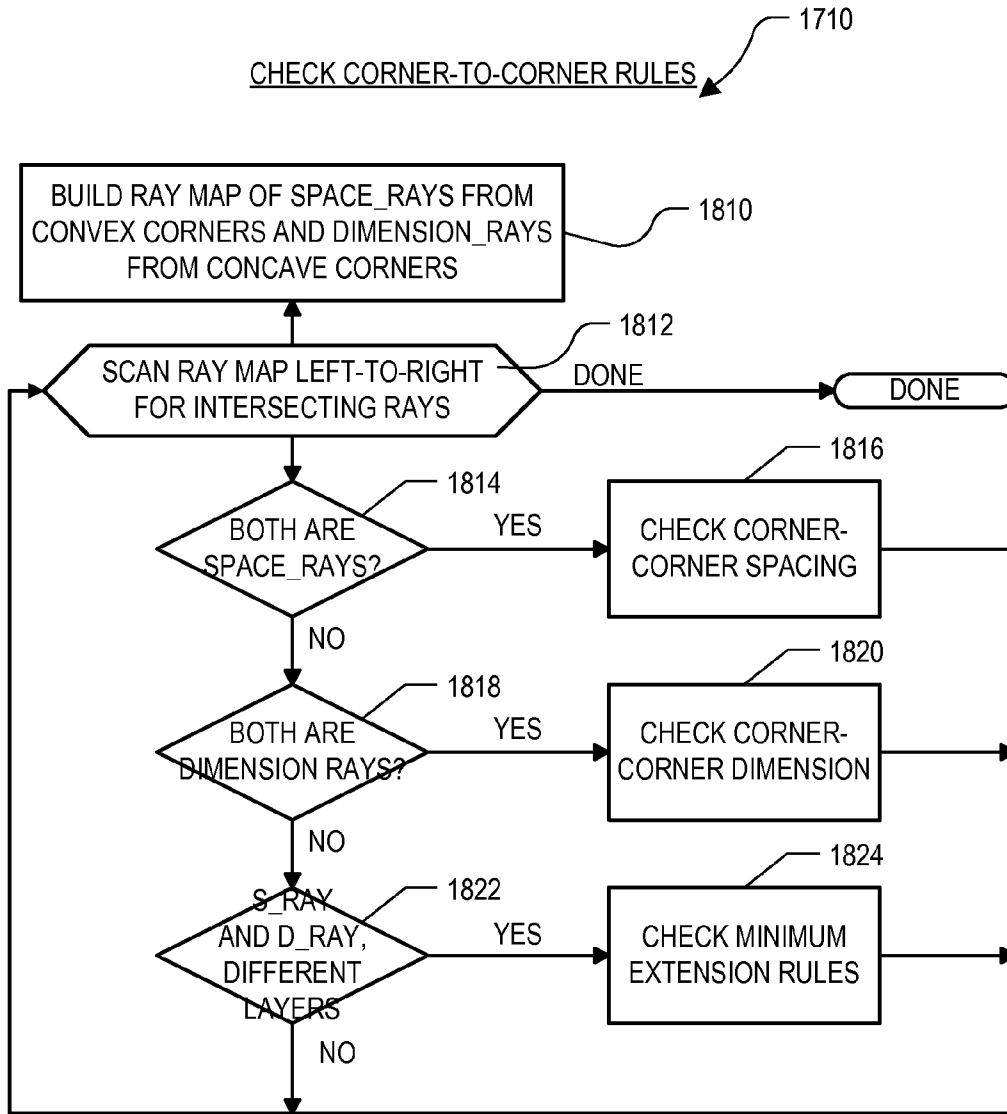 1710
CHECK CORNER-TO-CORNER RULES
BUILD RAY MAP OF SPACE_RAYS FROM
CONVEX CORNERS AND DIMENSION_RAYS
FROM CONCAVE CORNERS
1810
1812
SCAN RAY MAP LEFT-TO-RIGHT
FOR INTERSECTING RAYS
DONE
DONE
1814
BOTH ARE
SPACE_RAYS?
YES
1816
CHECK CORNER-
CORNER SPACING
NO
1818
BOTH ARE
DIMENSION RAYS?
YES
1820
CHECK CORNER-
CORNER DIMENSION
NO
1822
S_RAY
AND D_RAY,
DIFFERENT
LAYERS
YES
1824
CHECK MINIMUM
EXTENSION RULES
NO